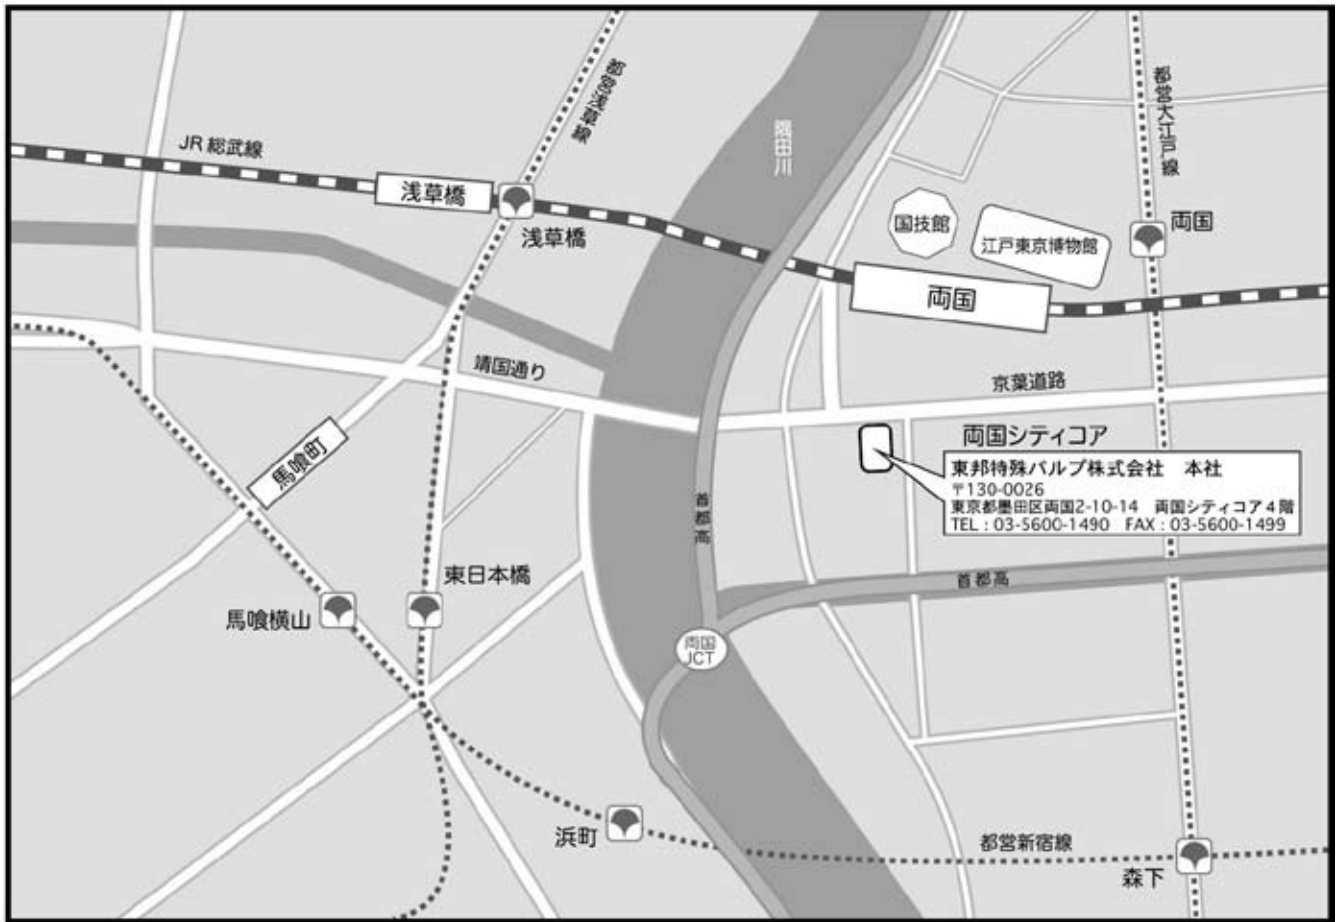 都営浅草線
都営大江戸線
隅田川
JR 総武線
浅草橋
浅草橋
国技館
江戸東京博物館
両国
両国
靖国通り
京葉道路
馬喰町
両国シティコア
東邦特殊バルブ株式会社　本社
〒130-0026
東京都墨田区両国2-10-14　両国シティコア4階
TEL：03-5600-1490　FAX：03-5600-1499
首都高
東日本橋
首都高
馬喰横山
両国
JCT
浜町
都営新宿線
森下